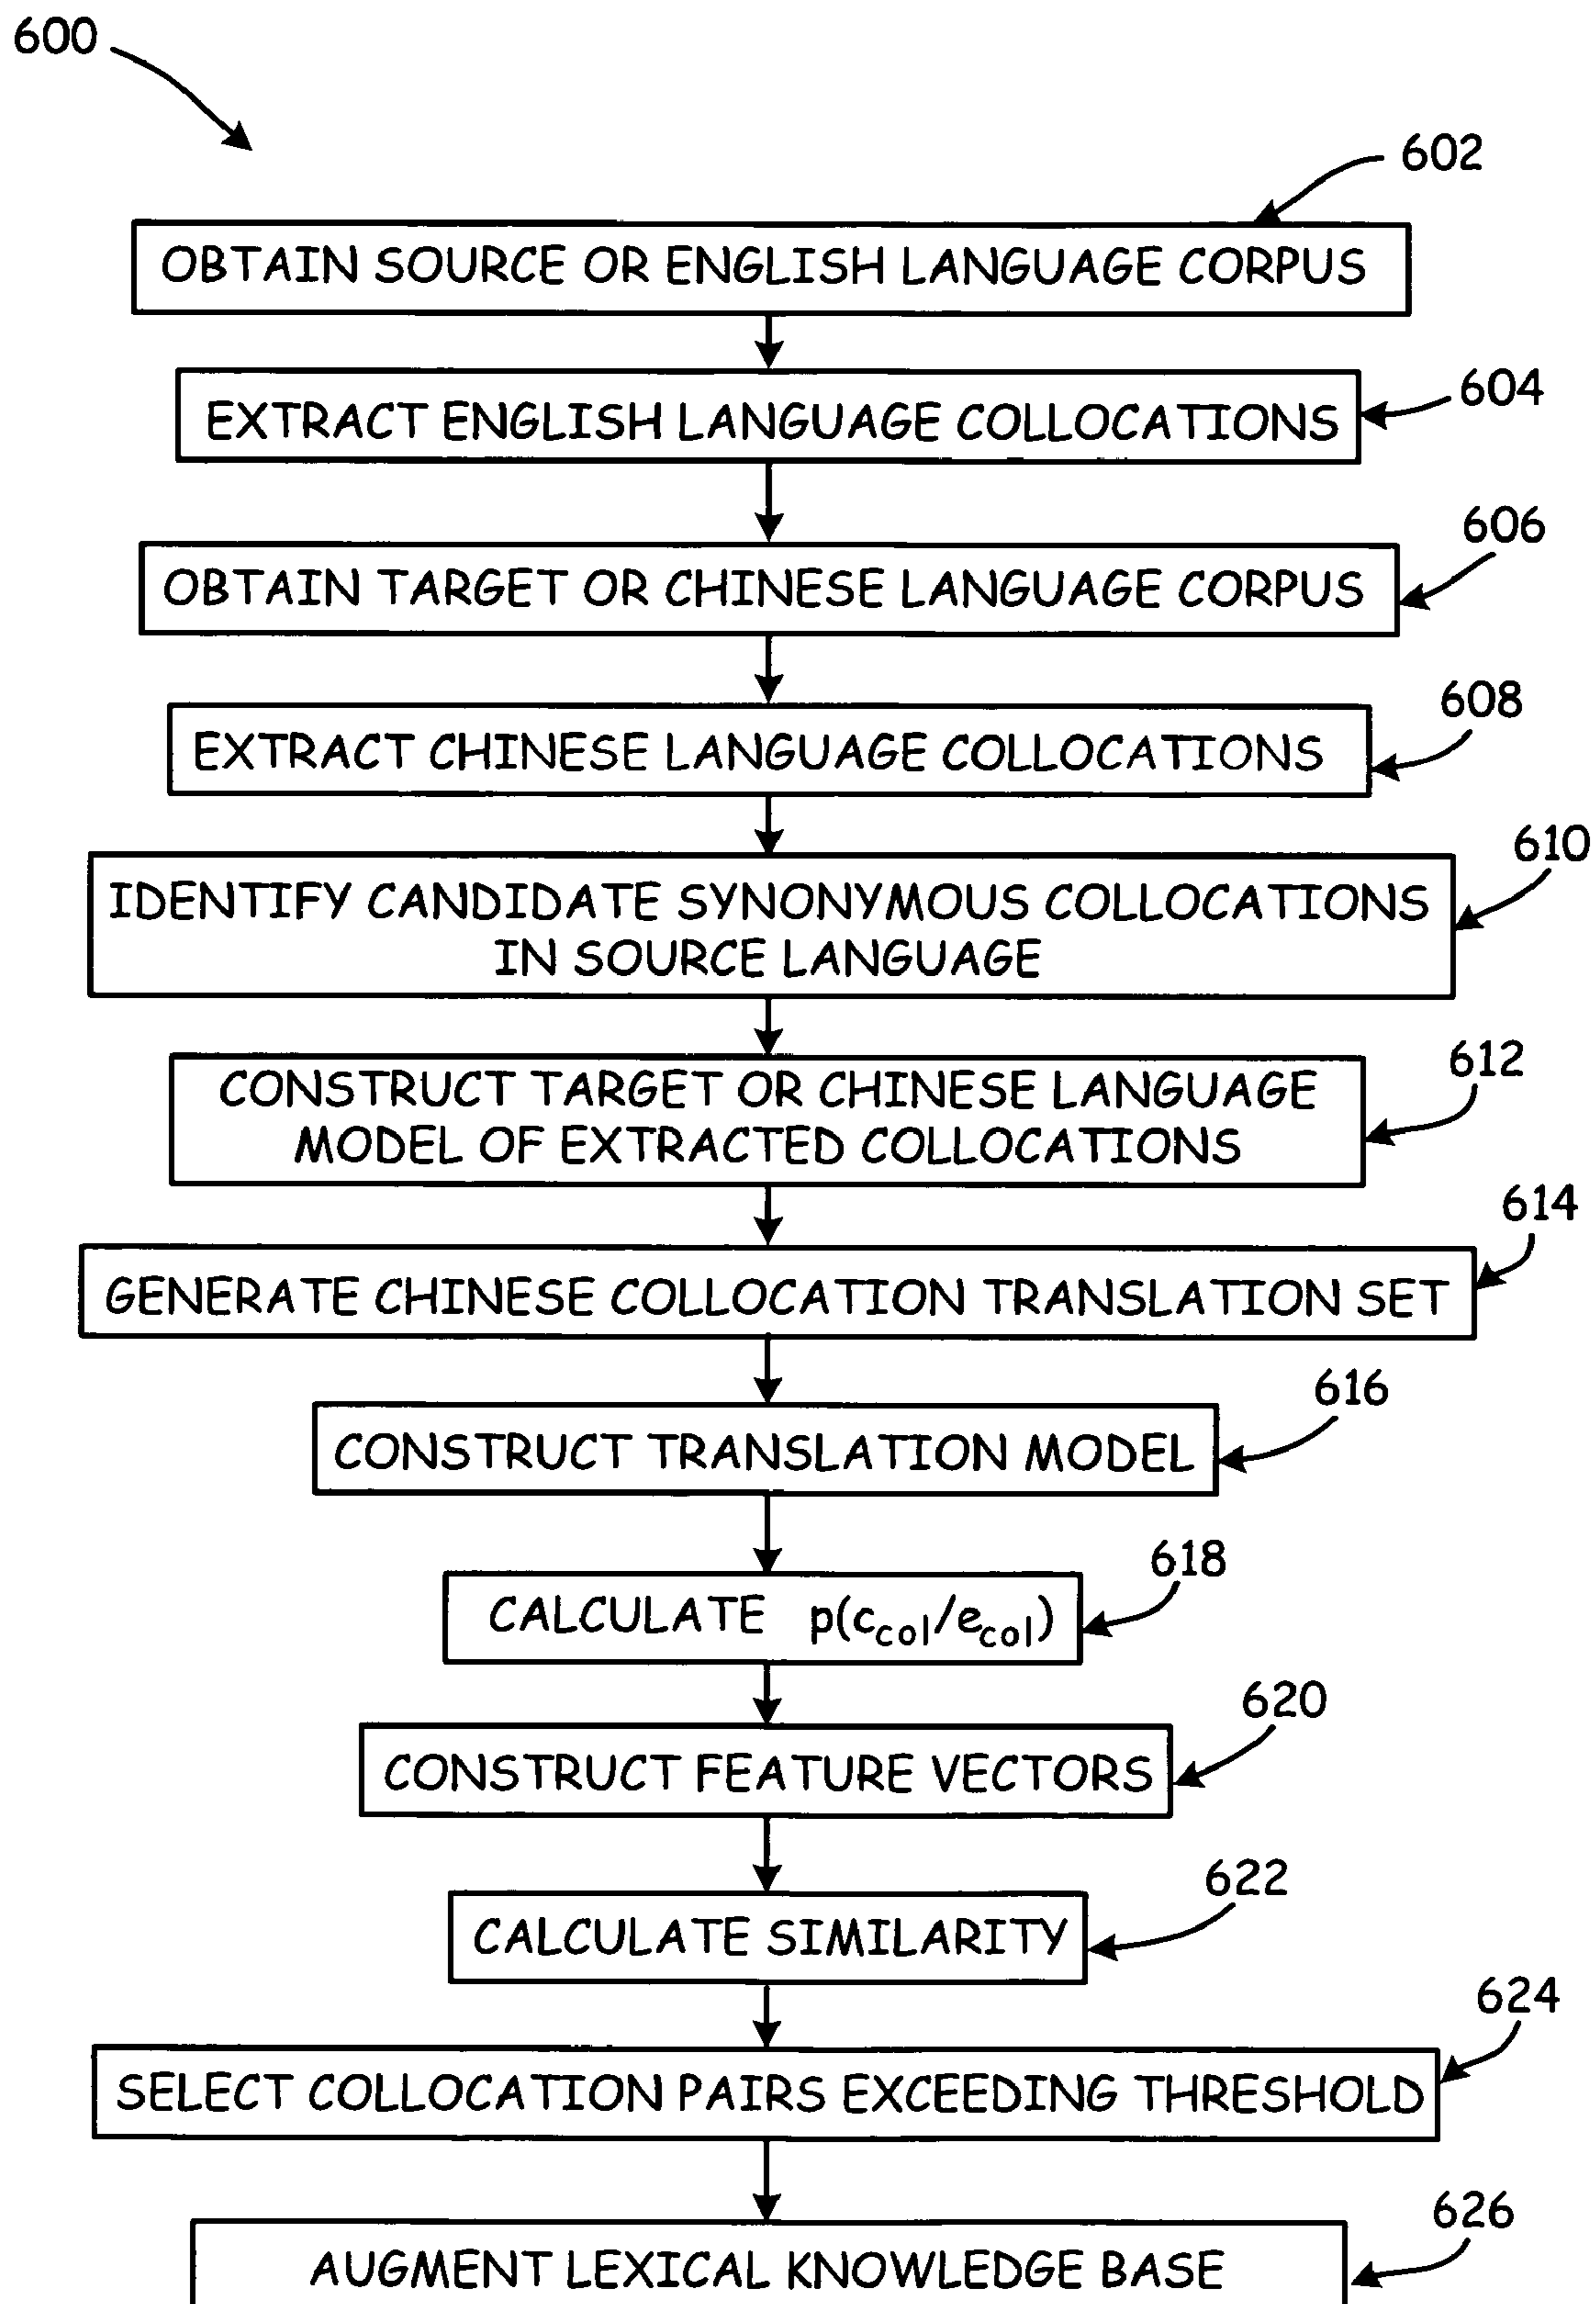 600
602
OBTAIN SOURCE OR ENGLISH LANGUAGE CORPUS
604
EXTRACT ENGLISH LANGUAGE COLLOCATIONS
606
OBTAIN TARGET OR CHINESE LANGUAGE CORPUS
608
EXTRACT CHINESE LANGUAGE COLLOCATIONS
610
IDENTIFY CANDIDATE SYNONYMOUS COLLOCATIONS
IN SOURCE LANGUAGE
612
CONSTRUCT TARGET OR CHINESE LANGUAGE
MODEL OF EXTRACTED COLLOCATIONS
614
GENERATE CHINESE COLLOCATION TRANSLATION SET
616
CONSTRUCT TRANSLATION MODEL
618
CALCULATE p(c_col/e_col)
620
CONSTRUCT FEATURE VECTORS
622
CALCULATE SIMILARITY
624
SELECT COLLOCATION PAIRS EXCEEDING THRESHOLD
626
AUGMENT LEXICAL KNOWLEDGE BASE